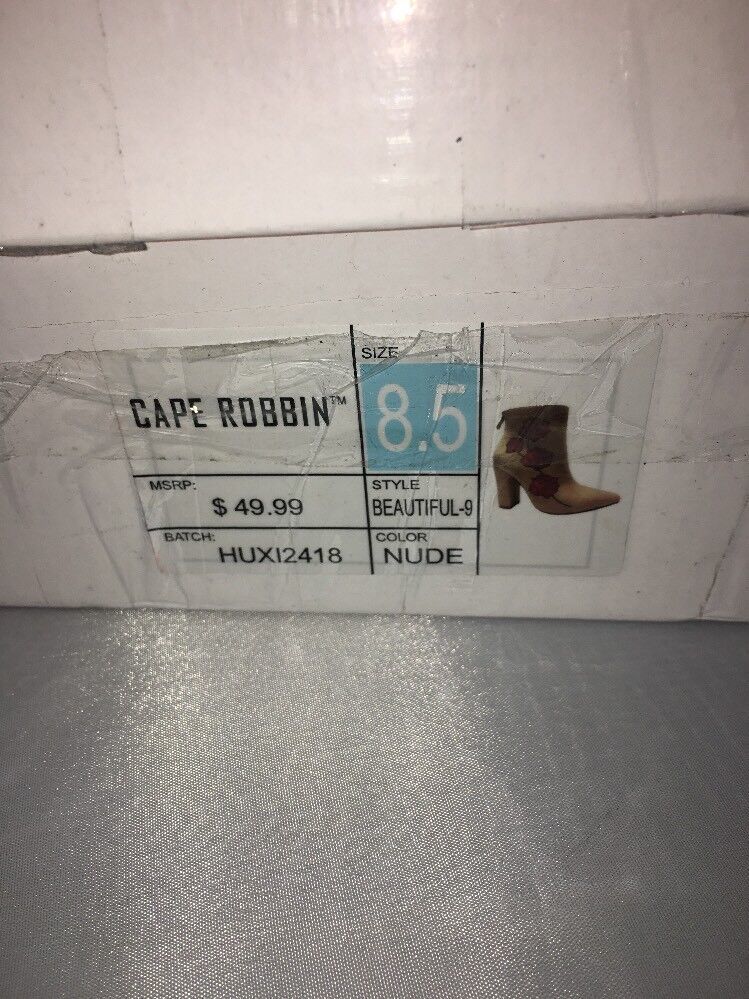 SIZE
CAPE ROBBIN™ 8.5
MSRP: STYLE
$ 49.99 BEAUTIFUL-9
BATCH: COLOR
HUXI2418 NUDE